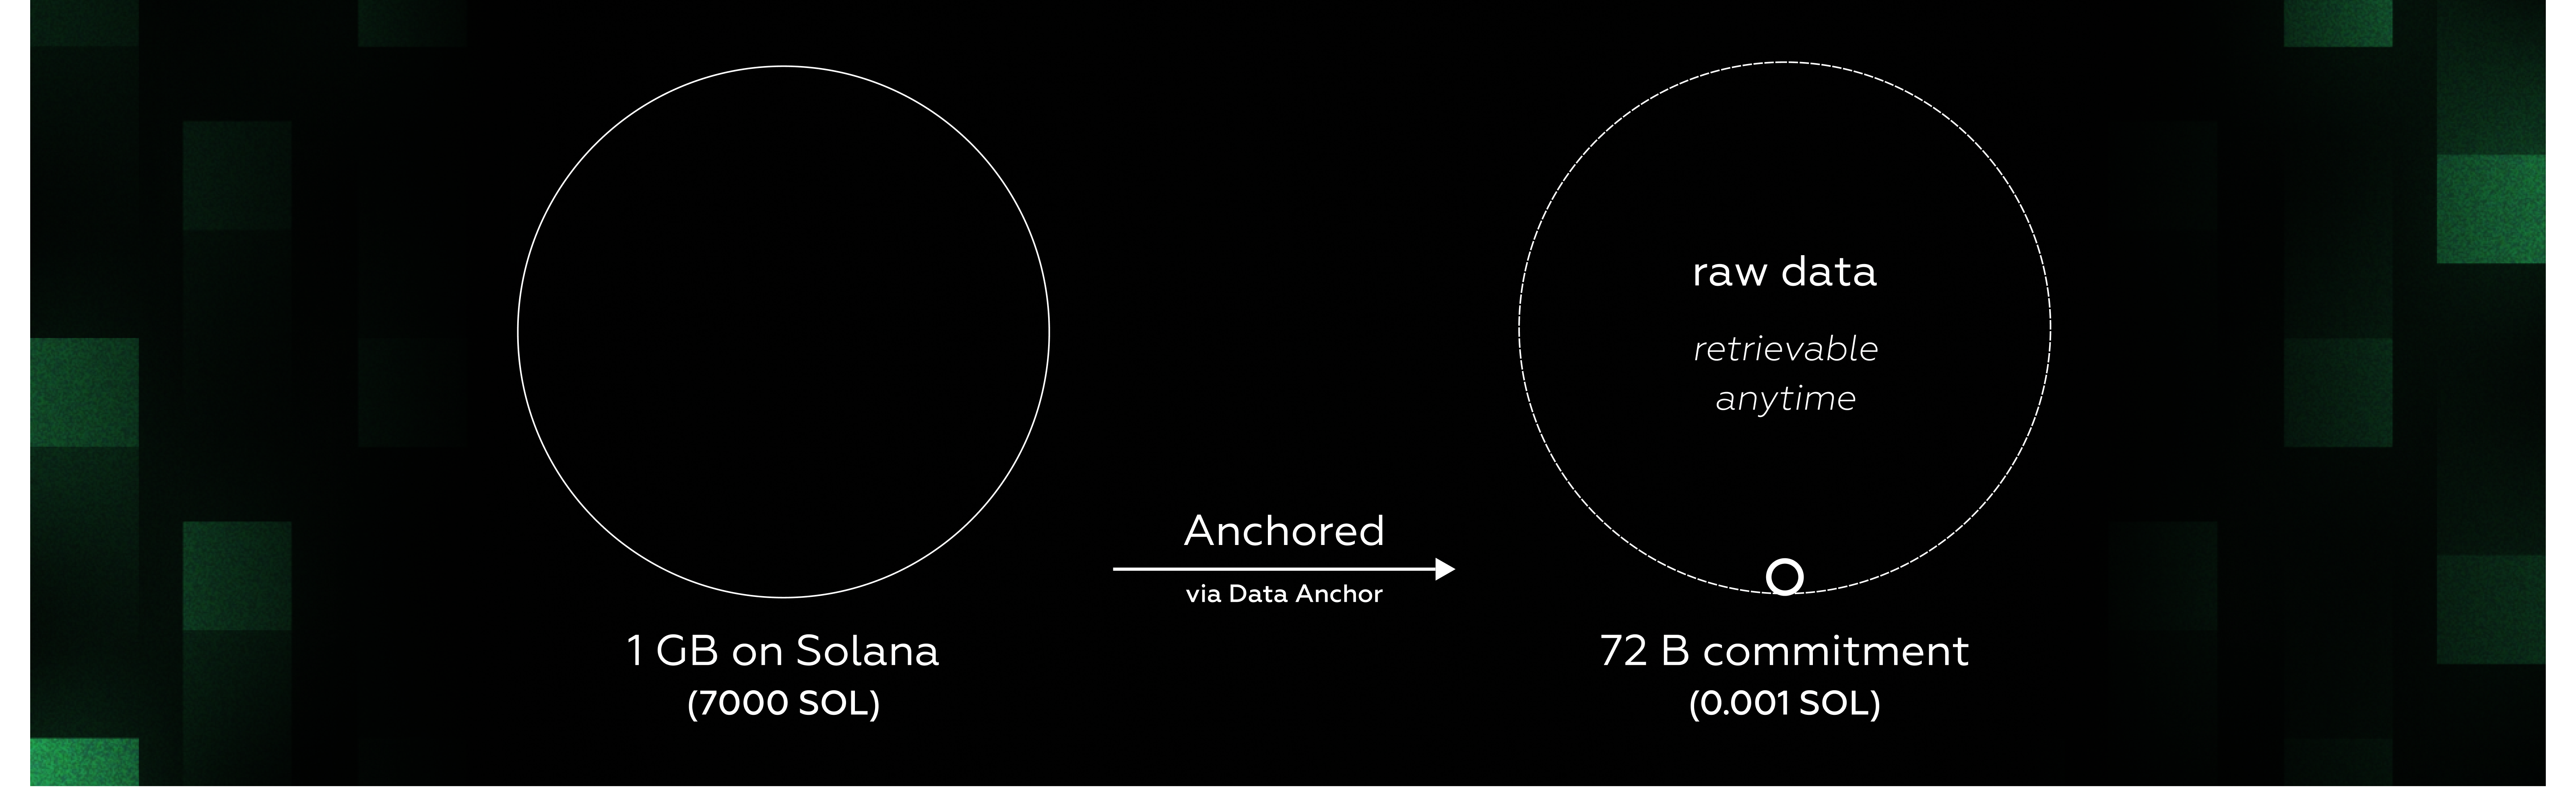 1 GB on Solana
(7000 SOL)
Anchored
via Data Anchor
raw data
retrievable
anytime
72 B commitment
(0.001 SOL)